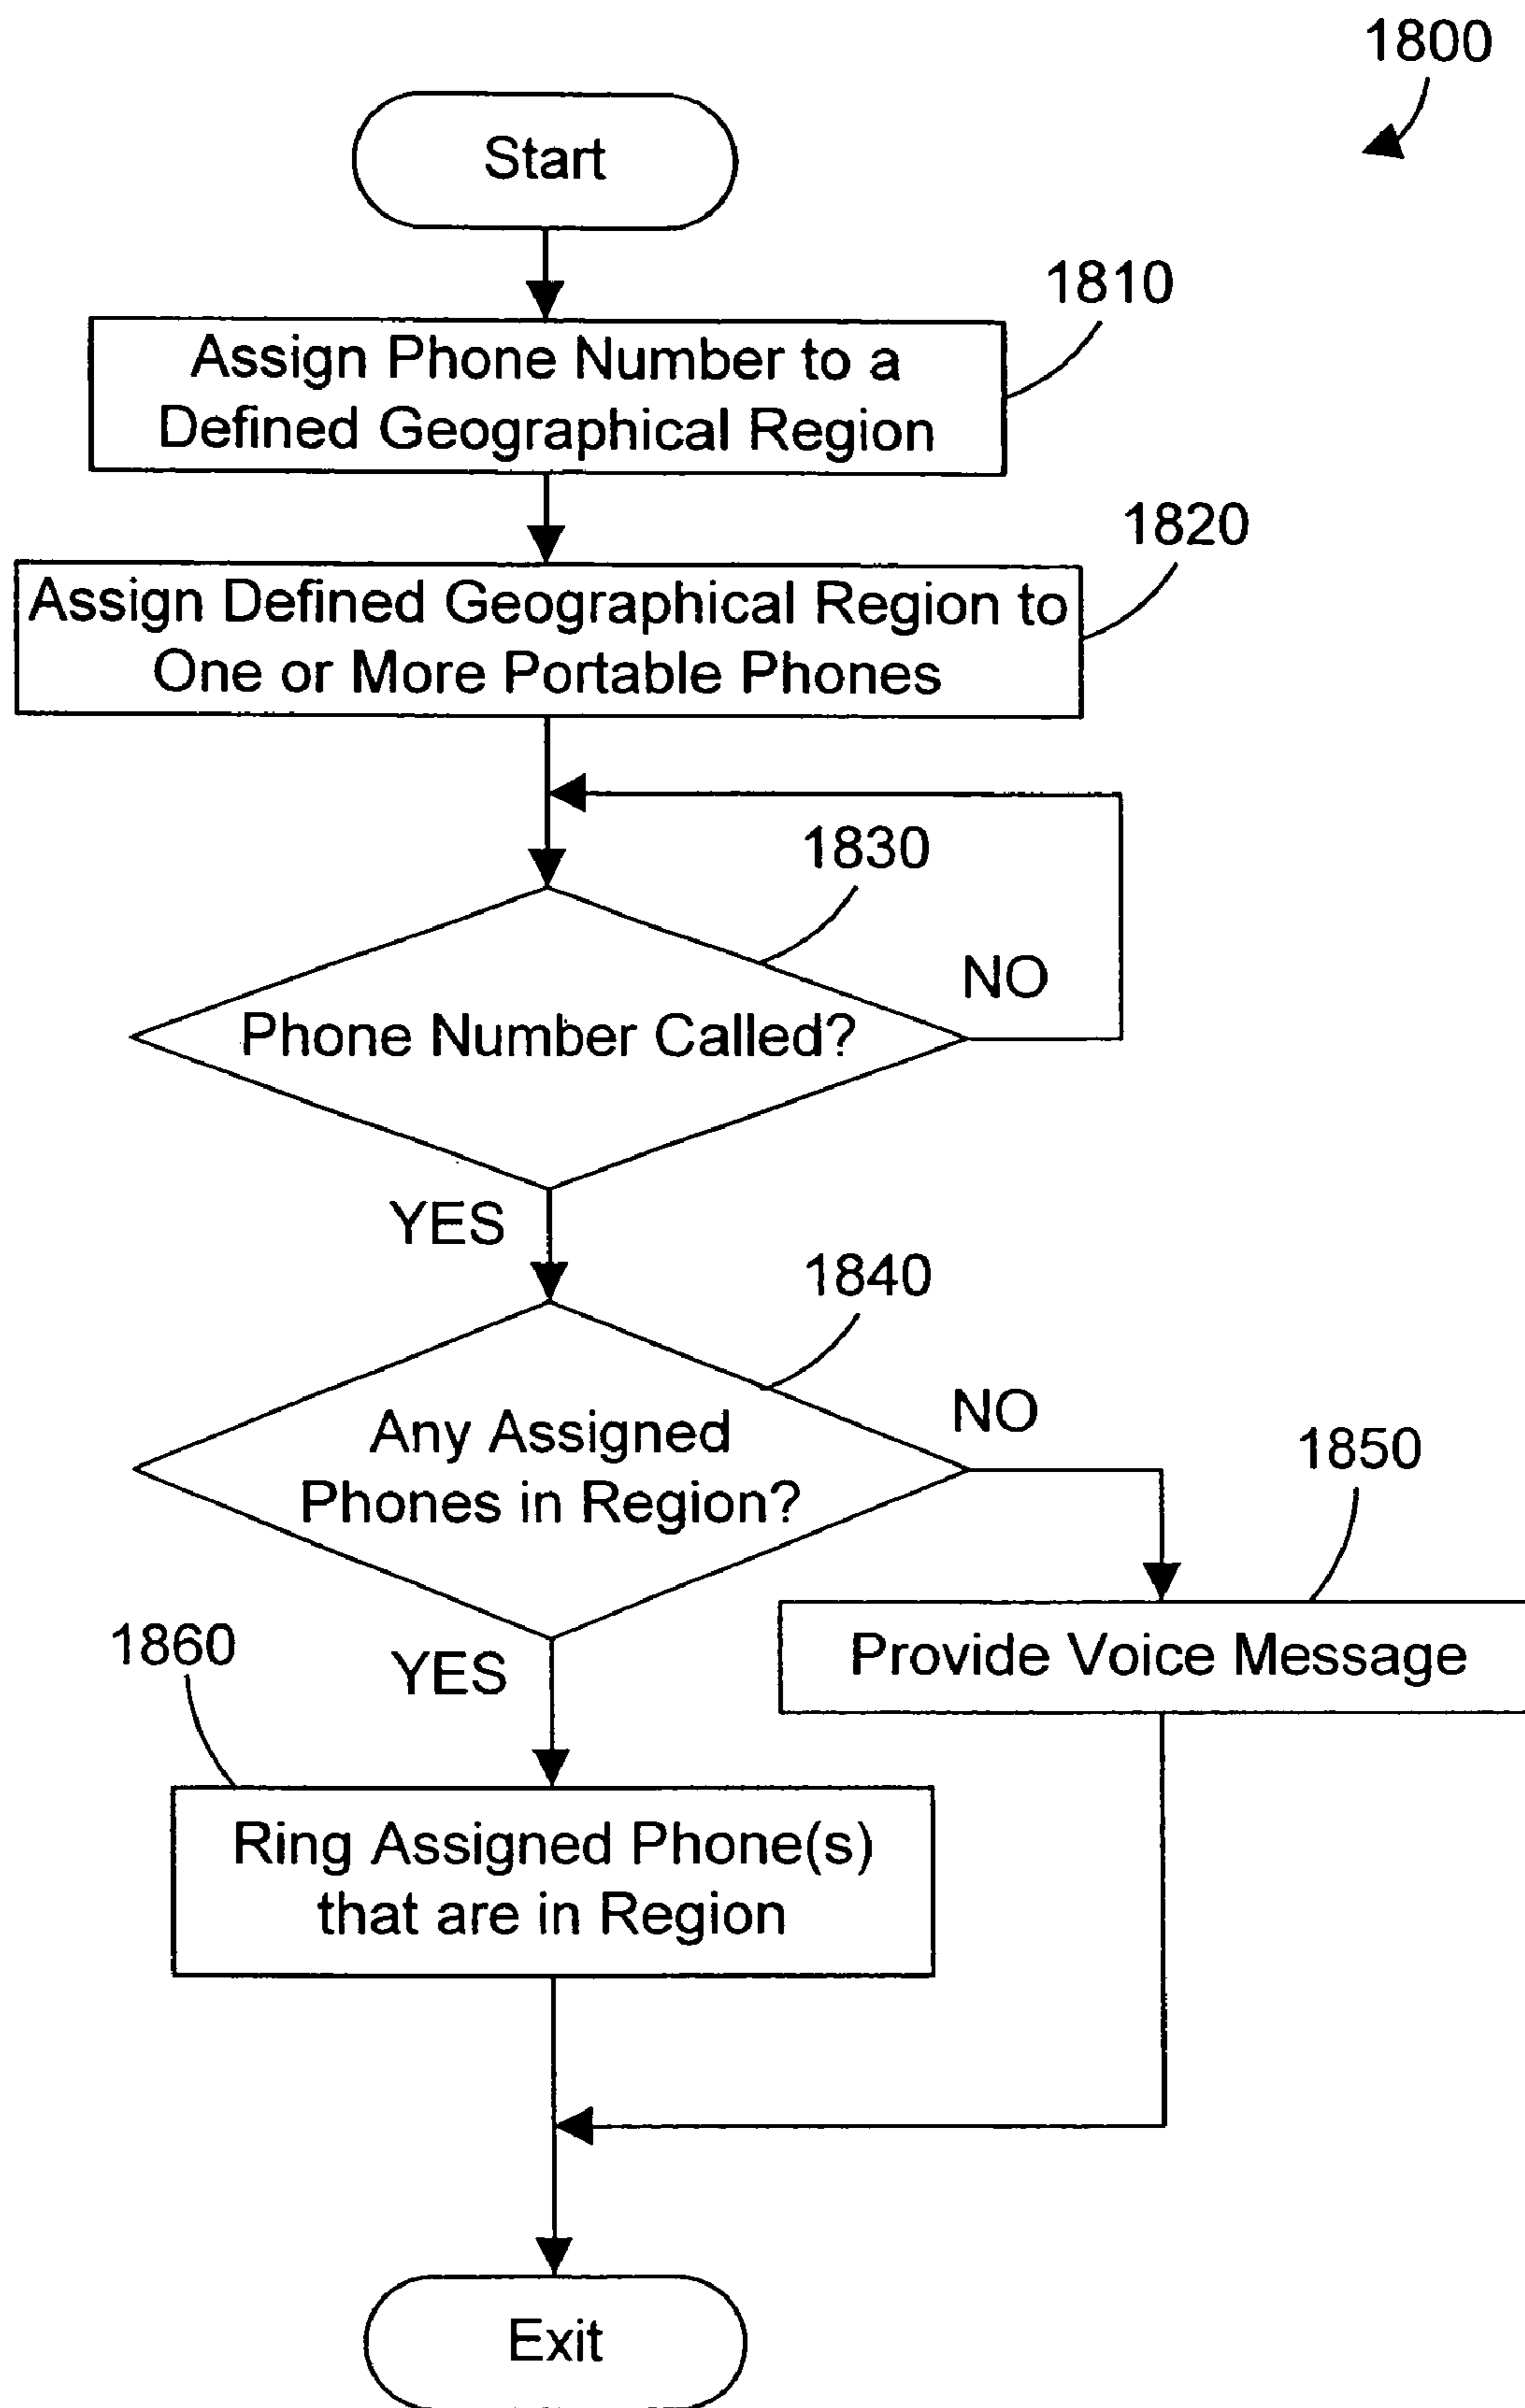 1800
Start
1810
Assign Phone Number to a
Defined Geographical Region
1820
Assign Defined Geographical Region to
One or More Portable Phones
1830
NO
Phone Number Called?
YES
1840
NO
Any Assigned
Phones in Region?
1850
Provide Voice Message
1860
YES
Ring Assigned Phone(s)
that are in Region
Exit